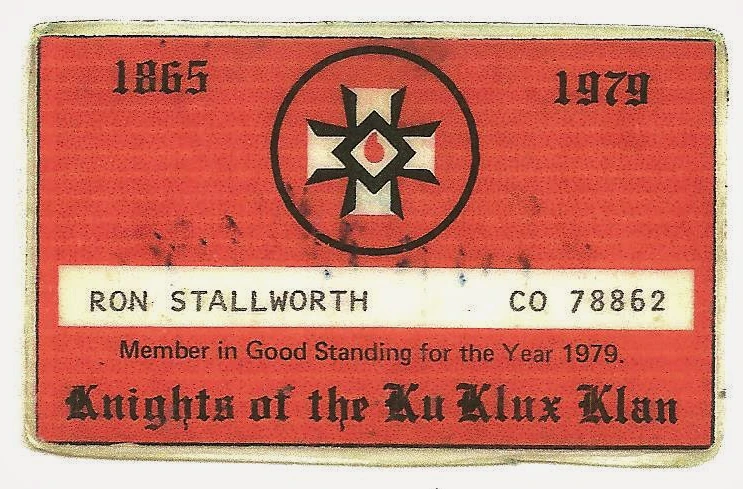 1865 1979
RON STALLWORTH CO 78862
Member in Good Standing for the Year 1979.
Knights of the Ku Klux Klan